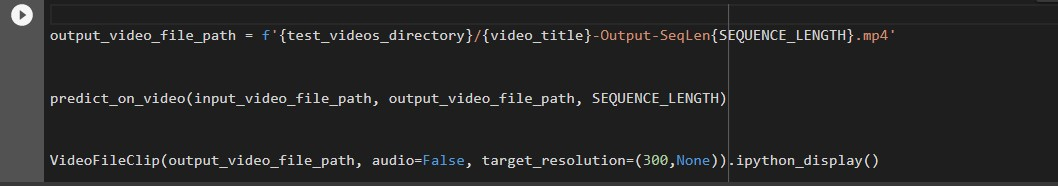 output_video_file_path = f'{test_videos_directory}/{video_title}-Output-SeqLen{SEQUENCE_LENGTH}.mp4'
predict_on_video(input_video_file_path, output_video_file_path, SEQUENCE_LENGTH)
VideoFileClip(output_video_file_path, audio=False, target_resolution=(300,None)).ipython_display()